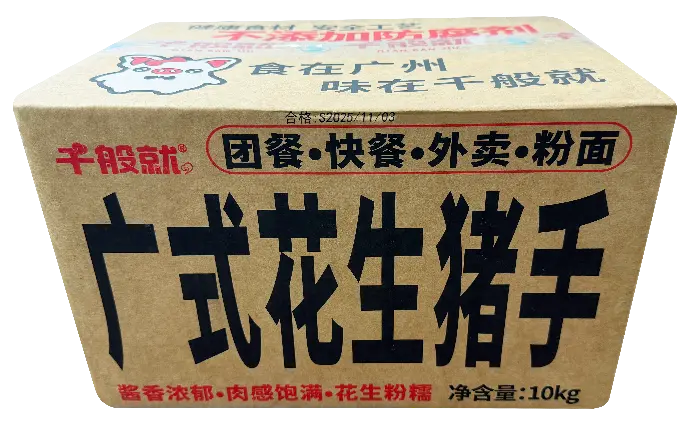 健康食材 安全工艺
不添加防腐剂
食在广州
味在千般就
合格.S2025/11/03
千般就®
团餐·快餐·外卖·粉面
广式花生猪手
酱香浓郁·肉感饱满·花生粉糯 净含量:10kg